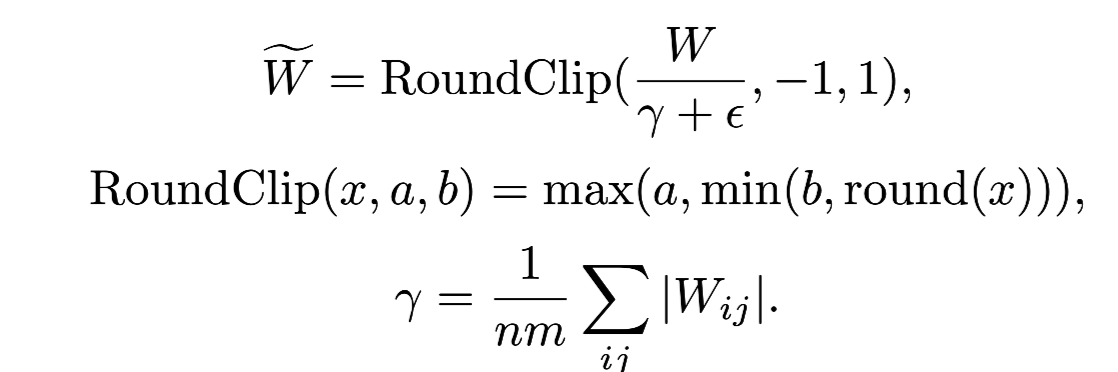 W̃ = RoundClip(W/(γ + ϵ), −1, 1),
RoundClip(x, a, b) = max(a, min(b, round(x))),
γ = 1/(nm) ∑_{ij} |W_{ij}|.